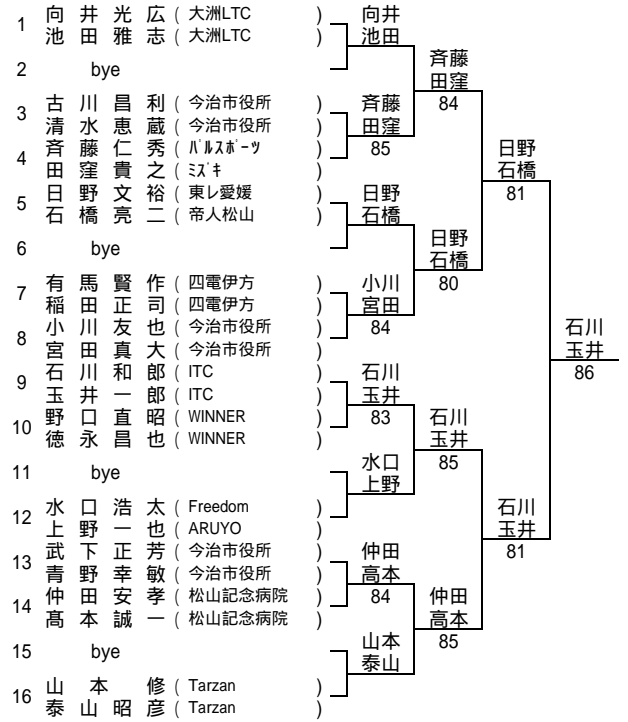 1 向井光広 ( 大洲LTC )
池田雅志 ( 大洲LTC )
2 bye
3 古川昌利 ( 今治市役所 )
清水恵蔵 ( 今治市役所 )
4 斉藤仁秀 ( パルスポーツ )
田窪貴之 ( ミズキ )
5 日野文裕 ( 東レ愛媛 )
石橋亮二 ( 帝人松山 )
6 bye
7 有馬賢作 ( 四電伊方 )
稲田正司 ( 四電伊方 )
8 小川友也 ( 今治市役所 )
宮田真大 ( 今治市役所 )
9 石川和郎 ( ITC )
玉井一郎 ( ITC )
10 野口直昭 ( WINNER )
徳永昌也 ( WINNER )
11 bye
12 水口浩太 ( Freedom )
上野一也 ( ARUYO )
13 武下正芳 ( 今治市役所 )
青野幸敏 ( 今治市役所 )
14 仲田安孝 ( 松山記念病院 )
髙本誠一 ( 松山記念病院 )
15 bye
16 山本修 ( Tarzan )
泰山昭彦 ( Tarzan )
向井
池田
斉藤
田窪
85
日野
石橋
小川
宮田
84
石川
玉井
83
水口
上野
仲田
高本
84
山本
泰山
斉藤
田窪
84
日野
石橋
80
石川
玉井
85
仲田
高本
85
日野
石橋
81
石川
玉井
81
石川
玉井
86